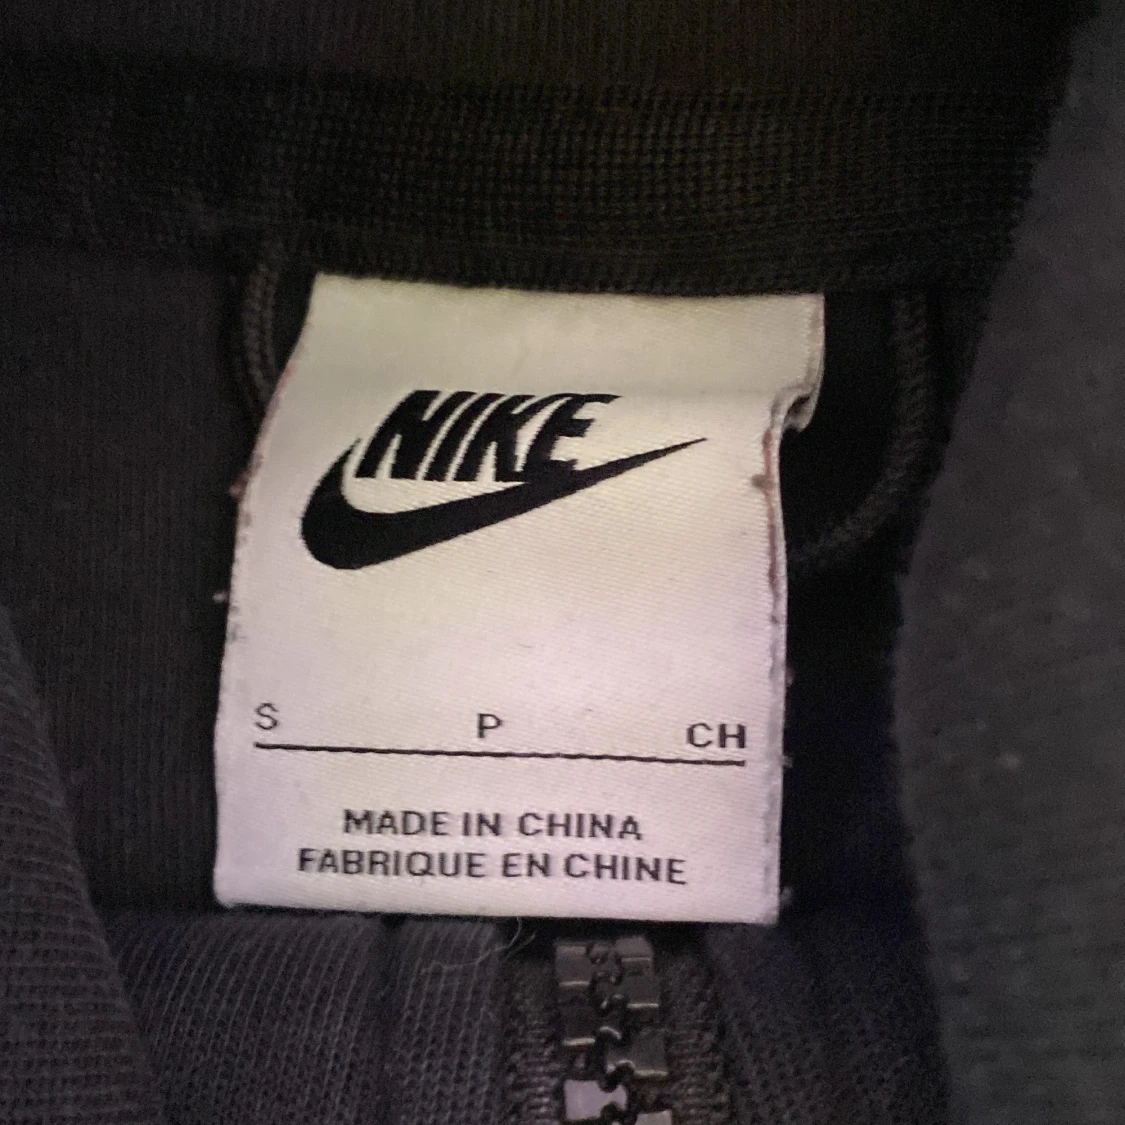 NIKE
S P CH
MADE IN CHINA
FABRIQUE EN CHINE